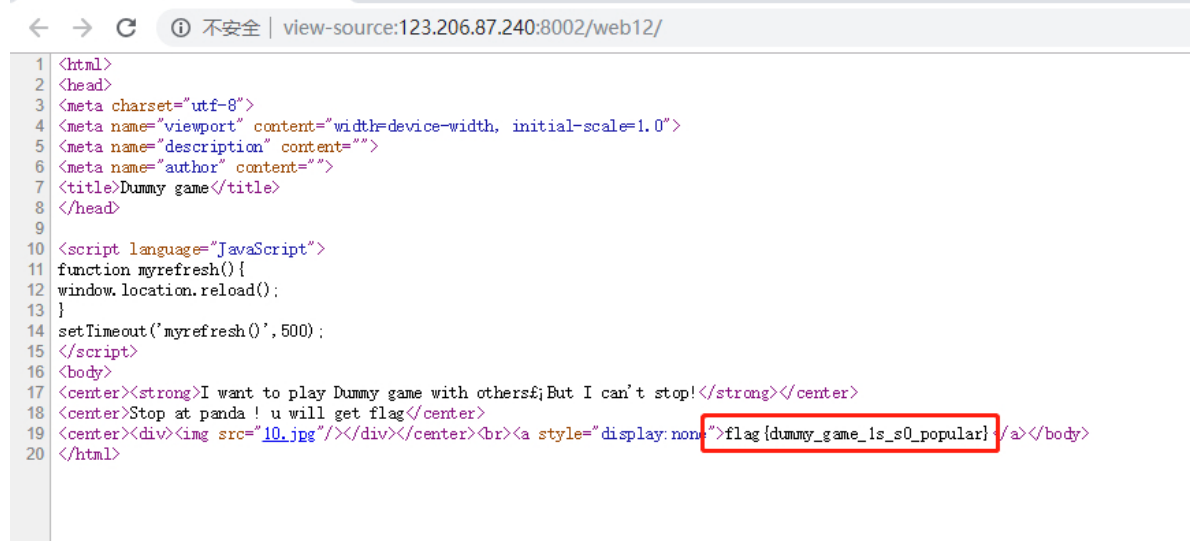 不安全 | view-source:123.206.87.240:8002/web12/
1 <html>
2 <head>
3 <meta charset="utf-8">
4 <meta name="viewport" content="width=device-width, initial-scale=1.0">
5 <meta name="description" content="">
6 <meta name="author" content="">
7 <title>Dummy game</title>
8 </head>
9
10 <script language="JavaScript">
11 function myrefresh(){
12 window.location.reload();
13 }
14 setTimeout('myrefresh()',500);
15 </script>
16 <body>
17 <center><strong>I want to play Dummy game with others£¡But I can't stop!</strong></center>
18 <center>Stop at panda ! u will get flag</center>
19 <center><div><img src="10.jpg"/></div></center><br><a style="display:none">flag{dummy_game_1s_s0_popular}</a></body>
20 </html>